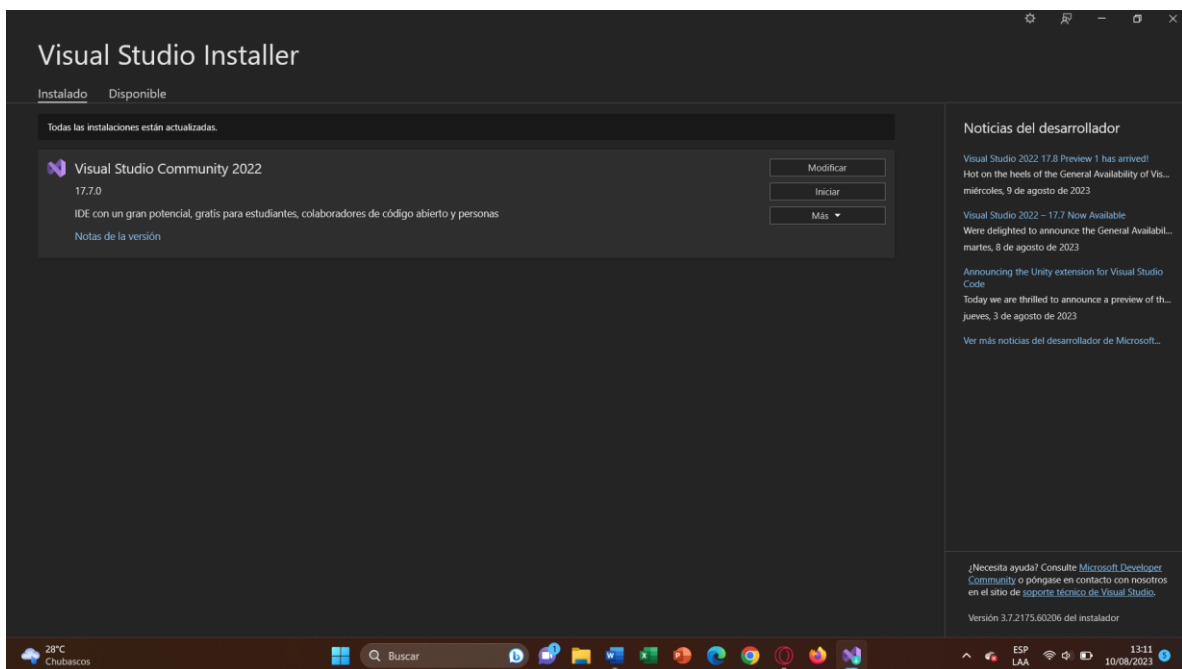 Visual Studio Installer
Instalado Disponible
Todas las instalaciones están actualizadas.
Visual Studio Community 2022
17.7.0
IDE con un gran potencial, gratis para estudiantes, colaboradores de código abierto y personas
Notas de la versión
Modificar
Iniciar
Más
Noticias del desarrollador
Visual Studio 2022 17.8 Preview 1 has arrived!
Hot on the heels of the General Availability of Vis...
miércoles, 9 de agosto de 2023
Visual Studio 2022 – 17.7 Now Available
Were delighted to announce the General Availabil...
martes, 8 de agosto de 2023
Announcing the Unity extension for Visual Studio
Code
Today we are thrilled to announce a preview of th...
jueves, 3 de agosto de 2023
Ver más noticias del desarrollador de Microsoft...
¿Necesita ayuda? Consulte Microsoft Developer
Community o póngase en contacto con nosotros
en el sitio de soporte técnico de Visual Studio.
Versión 3.7.2175.60206 del instalador
28°C
Chubascos
Buscar
ESP
LAA
13:11
10/08/2023
5